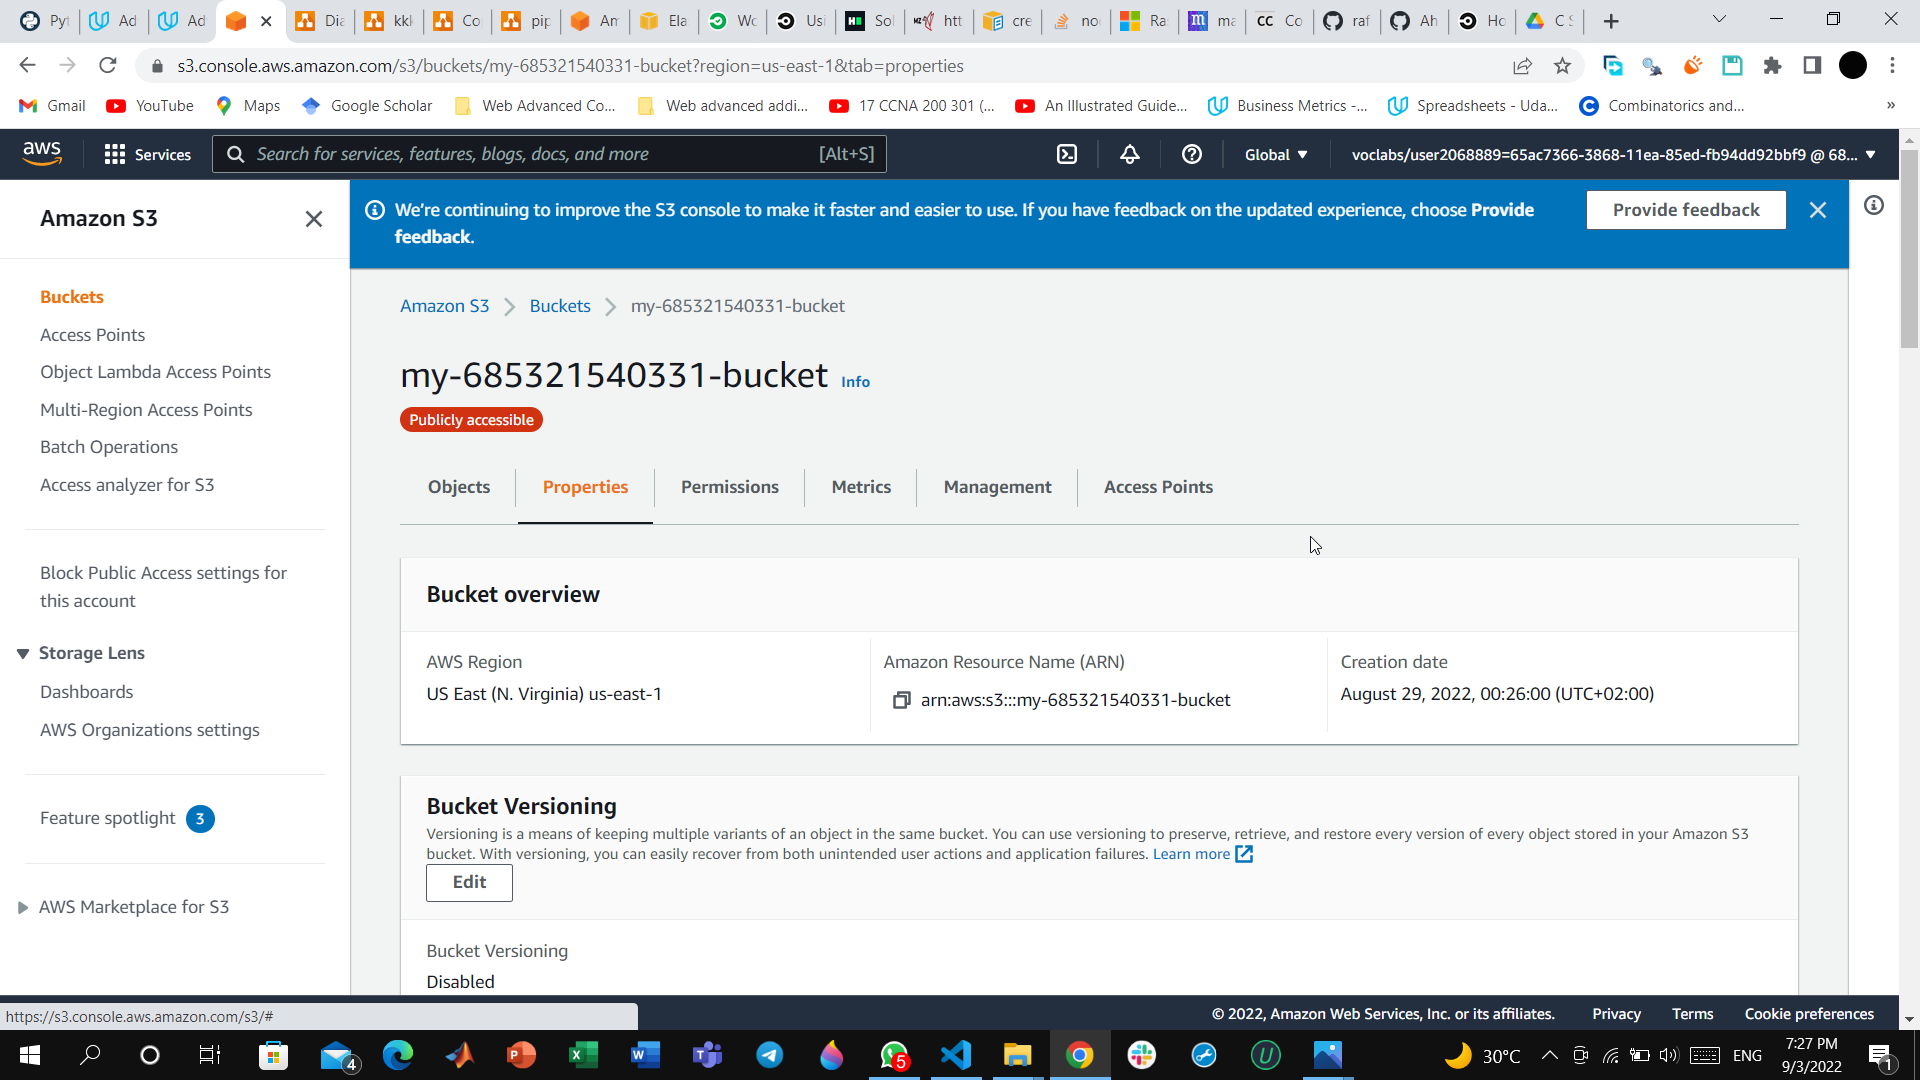 Py
Ad
Ad
Dia
kk
Co
pip
Am
Ela
Wo
Usi
So
htt
cre
no
Ra
ma
CC Co
raf
Ah
Ho
C S
s3.console.aws.amazon.com/s3/buckets/my-685321540331-bucket?region=us-east-1&tab=properties
Gmail YouTube Maps Google Scholar Web Advanced Co... Web advanced addi... 17 CCNA 200 301 (... An Illustrated Guide... Business Metrics -... Spreadsheets - Uda... Combinatorics and... »
aws Services Search for services, features, blogs, docs, and more [Alt+S] Global voclabs/user2068889=65ac7366-3868-11ea-85ed-fb94dd92bbf9 @ 68...
Amazon S3
Buckets
Access Points
Object Lambda Access Points
Multi-Region Access Points
Batch Operations
Access analyzer for S3
Block Public Access settings for
this account
Storage Lens
Dashboards
AWS Organizations settings
Feature spotlight 3
AWS Marketplace for S3
We're continuing to improve the S3 console to make it faster and easier to use. If you have feedback on the updated experience, choose Provide
feedback.
Provide feedback
Amazon S3 Buckets my-685321540331-bucket
my-685321540331-bucket Info
Publicly accessible
Objects Properties Permissions Metrics Management Access Points
Bucket overview
AWS Region
US East (N. Virginia) us-east-1
Amazon Resource Name (ARN)
arn:aws:s3:::my-685321540331-bucket
Creation date
August 29, 2022, 00:26:00 (UTC+02:00)
Bucket Versioning
Versioning is a means of keeping multiple variants of an object in the same bucket. You can use versioning to preserve, retrieve, and restore every version of every object stored in your Amazon S3
bucket. With versioning, you can easily recover from both unintended user actions and application failures. Learn more
Edit
Bucket Versioning
Disabled
https://s3.console.aws.amazon.com/s3/#
© 2022, Amazon Web Services, Inc. or its affiliates. Privacy Terms Cookie preferences
4
5
30°C
ENG
7:27 PM
9/3/2022
1